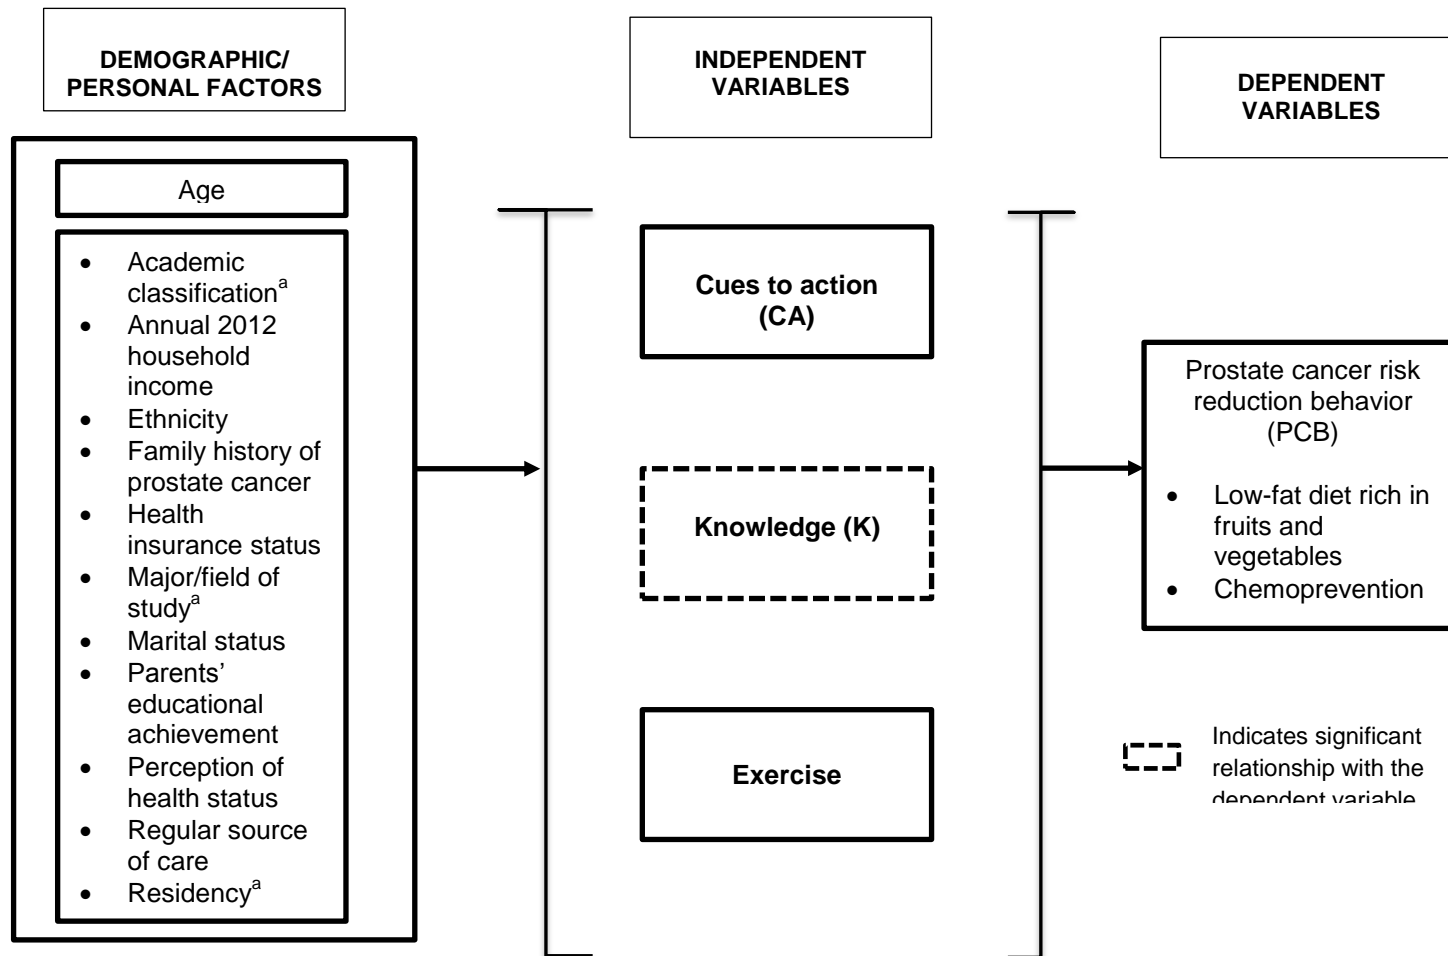 DEMOGRAPHIC/
PERSONAL FACTORS
Age
• Academic
classificationᵃ
• Annual 2012
household
income
• Ethnicity
• Family history of
prostate cancer
• Health
insurance status
• Major/field of
studyᵃ
• Marital status
• Parents’
educational
achievement
• Perception of
health status
• Regular source
of care
• Residencyᵃ
INDEPENDENT
VARIABLES
Cues to action
(CA)
Knowledge (K)
Exercise
DEPENDENT
VARIABLES
Prostate cancer risk
reduction behavior
(PCB)
• Low-fat diet rich in
fruits and
vegetables
• Chemoprevention
Indicates significant
relationship with the
dependent variable